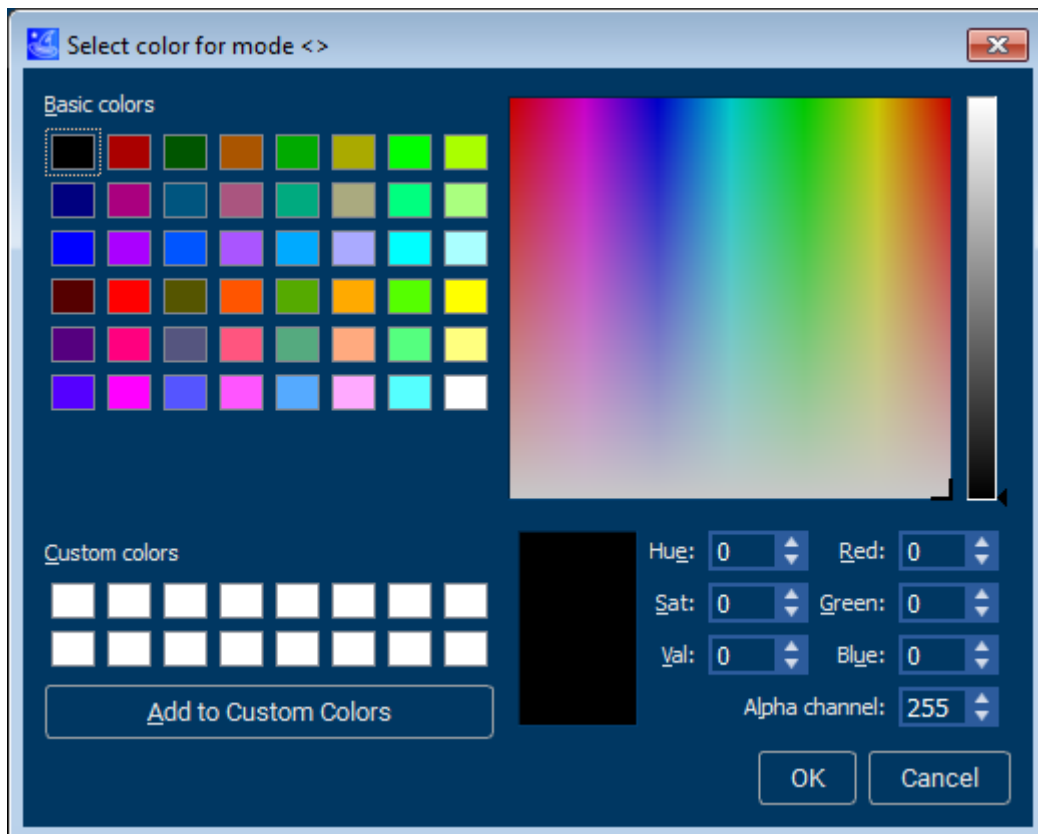 Select color for mode <>
Basic colors
Custom colors
Add to Custom Colors
Hue: 0 Red: 0
Sat: 0 Green: 0
Val: 0 Blue: 0
Alpha channel: 255
OK Cancel